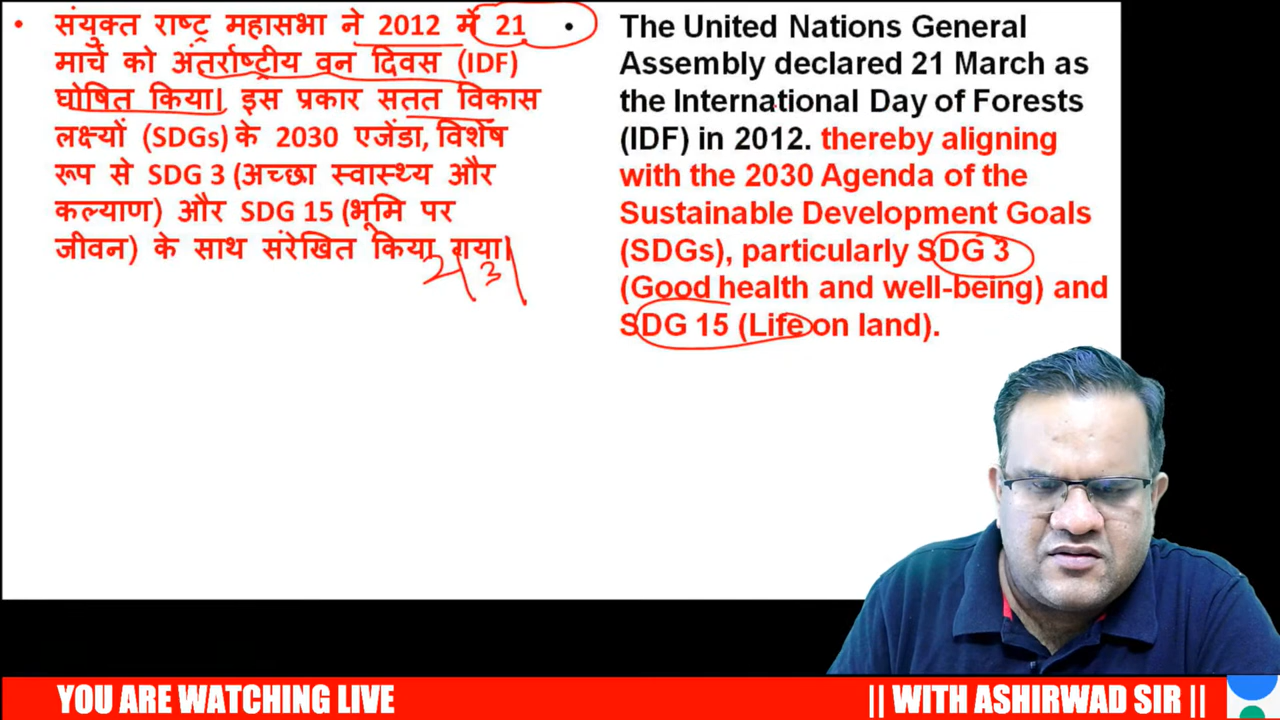 • संयुक्त राष्ट्र महासभा ने 2012 में 21
मार्च को अंतर्राष्ट्रीय वन दिवस (IDF)
घोषित किया। इस प्रकार सतत विकास
लक्ष्यों (SDGs) के 2030 एजेंडा, विशेष
रूप से SDG 3 (अच्छा स्वास्थ्य और
कल्याण) और SDG 15 (भूमि पर
जीवन) के साथ संरेखित किया गया।
• The United Nations General
Assembly declared 21 March as
the International Day of Forests
(IDF) in 2012. thereby aligning
with the 2030 Agenda of the
Sustainable Development Goals
(SDGs), particularly SDG 3
(Good health and well-being) and
SDG 15 (Life on land).
YOU ARE WATCHING LIVE
|| WITH ASHIRWAD SIR ||